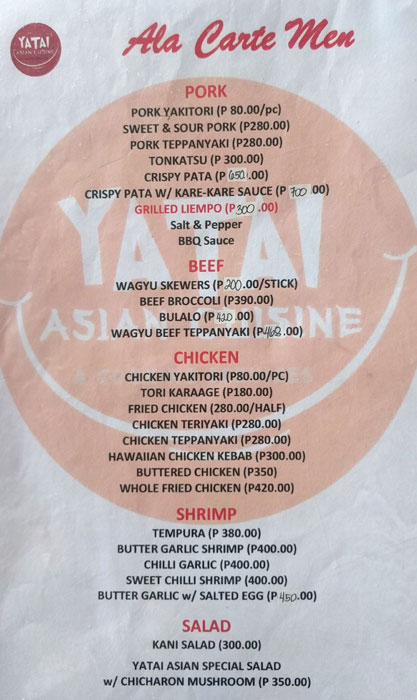 YATAI
ASIAN CUISINE
Ala Carte Men
PORK
PORK YAKITORI (P 80.00/pc)
SWEET & SOUR PORK (P280.00)
PORK TEPPANYAKI (P280.00)
TONKATSU (P 300.00)
CRISPY PATA (P 650.00)
CRISPY PATA W/ KARE-KARE SAUCE (P 700.00)
GRILLED LIEMPO (P300.00)
Salt & Pepper
BBQ Sauce
BEEF
WAGYU SKEWERS (P200.00/STICK)
BEEF BROCCOLI (P390.00)
BULALO (P420.00)
WAGYU BEEF TEPPANYAKI (P468.00)
CHICKEN
CHICKEN YAKITORI (P80.00/PC)
TORI KARAAGE (P180.00)
FRIED CHICKEN (280.00/HALF)
CHICKEN TERIYAKI (P280.00)
CHICKEN TEPPANYAKI (P280.00)
HAWAIIAN CHICKEN KEBAB (P300.00)
BUTTERED CHICKEN (P350)
WHOLE FRIED CHICKEN (P420.00)
SHRIMP
TEMPURA (P 380.00)
BUTTER GARLIC SHRIMP (P400.00)
CHILLI GARLIC (P400.00)
SWEET CHILLI SHRIMP (400.00)
BUTTER GARLIC w/ SALTED EGG (P 450.00)
SALAD
KANI SALAD (300.00)
YATAI ASIAN SPECIAL SALAD
w/ CHICHARON MUSHROOM (P 350.00)
YATAI
ASIAN CUISINE